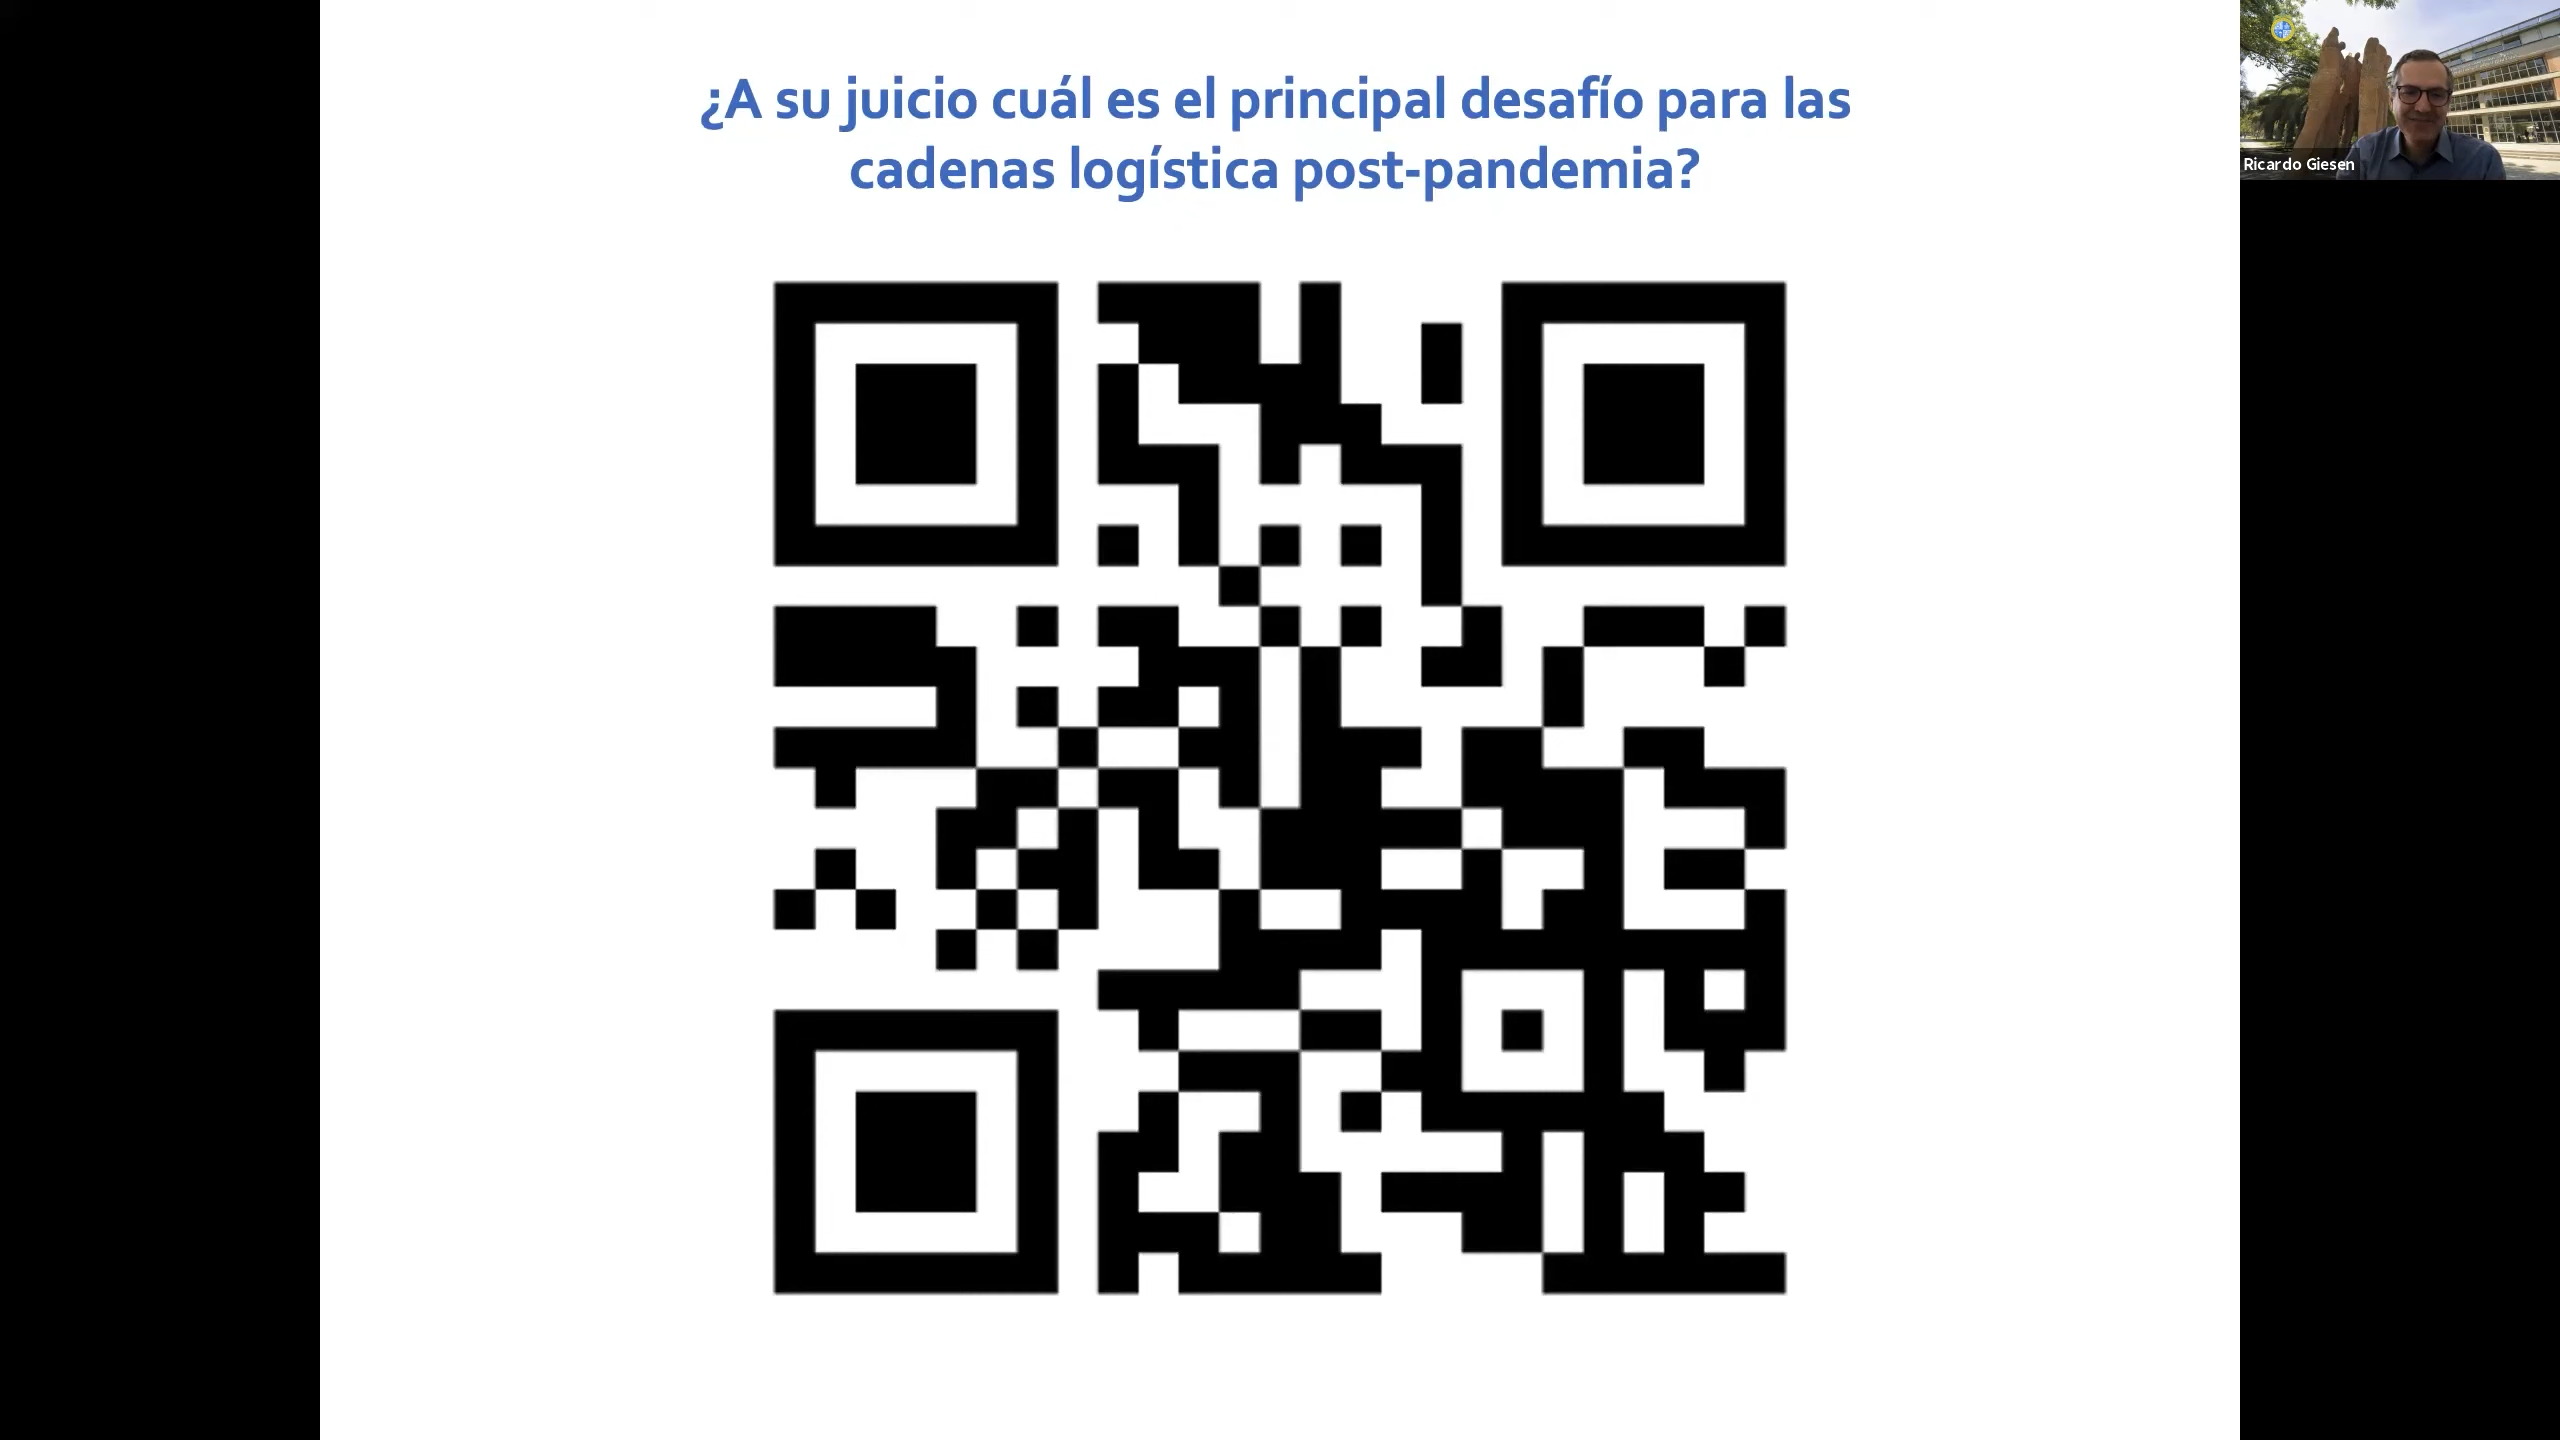 ¿A su juicio cuál es el principal desafío para las
cadenas logística post-pandemia?
Ricardo Giesen